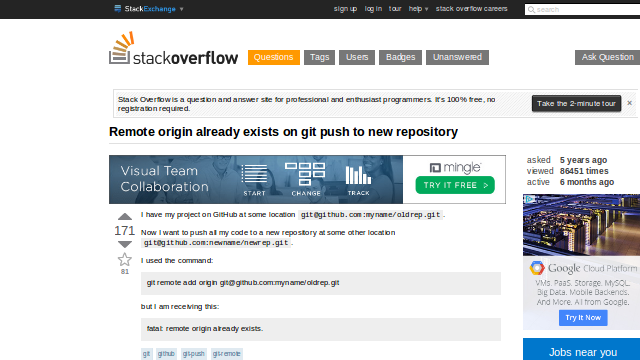 StackExchange
sign up log in tour help stack overflow careers
search
stackoverflow
Questions Tags Users Badges Unanswered Ask Question
Stack Overflow is a question and answer site for professional and enthusiast programmers. It's 100% free, no
registration required.
Take the 2-minute tour ×
Remote origin already exists on git push to new repository
Visual Team
Collaboration
START CHANGE TRACK
mingle
TRY IT FREE >
asked 5 years ago
viewed 86451 times
active 6 months ago
171
81
I have my project on GitHub at some location git@github.com:myname/oldrep.git .
Now I want to push all my code to a new repository at some other location
git@github.com:newname/newrep.git .
I used the command:
git remote add origin git@github.com:myname/oldrep.git
but I am receiving this:
fatal: remote origin already exists.
git github git-push git-remote
Google Cloud Platform
VMs. PaaS. Storage. MySQL.
Big Data. Mobile Backends.
And More. All from Google.
Try It Now
Jobs near you